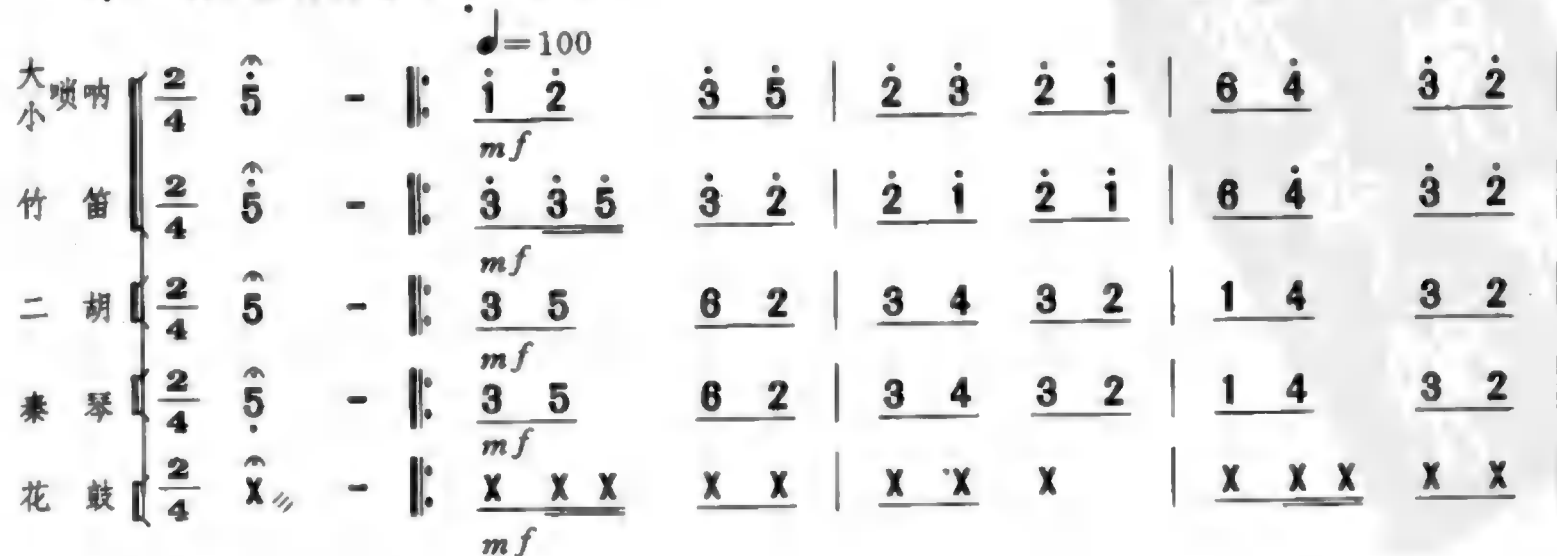 ♩=100
大小唢呐 2/4 5̇ - ‖: 1̇ 2̇ 3̇ 5̇ | 2̇ 3̇ 2̇ 1̇ | 6 4̇ 3̇ 2̇
mf
竹笛 2/4 5̇ - ‖: 3̇ 3̇ 5̇ 3̇ 2̇ | 2̇ 1̇ 2̇ 1̇ | 6 4̇ 3̇ 2̇
mf
二胡 2/4 5 - ‖: 3 5 6 2 | 3 4 3 2 | 1 4 3 2
mf
秦琴 2/4 5̣ - ‖: 3 5 6 2 | 3 4 3 2 | 1 4 3 2
mf
花鼓 2/4 X - ‖: X X X X X | X X X | X X X X X
mf